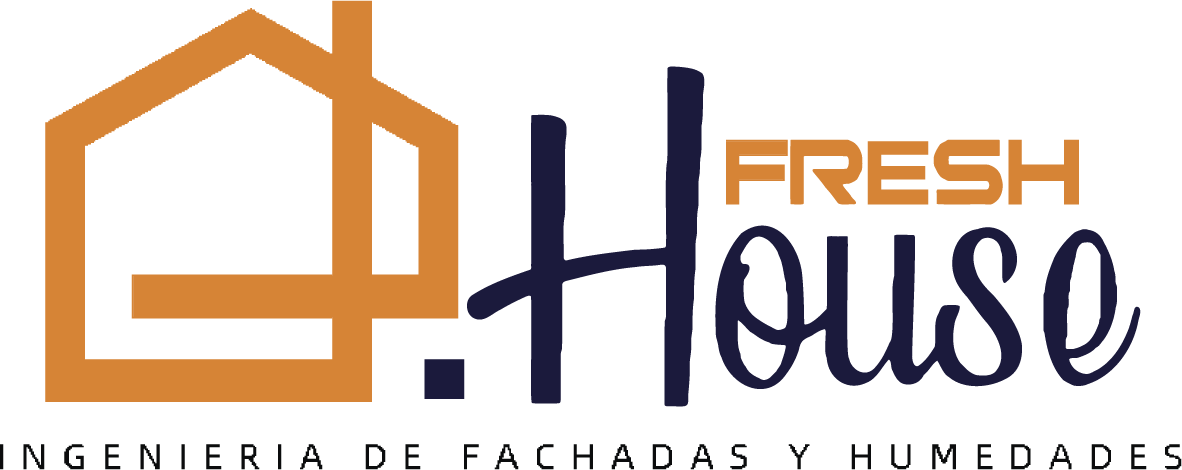 FRESH
House
INGENIERIA DE FACHADAS Y HUMEDADES